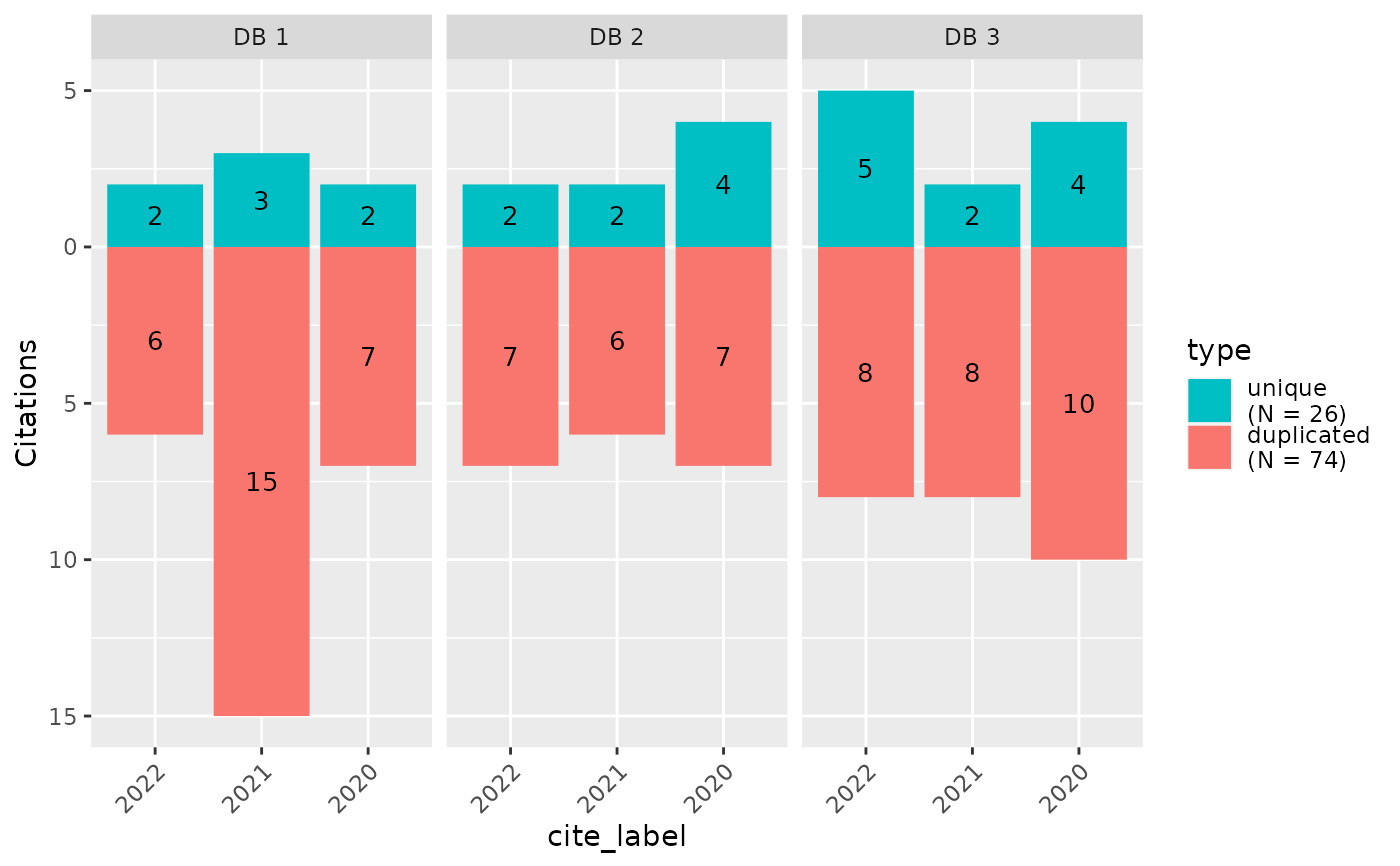 DB 1 DB 2 DB 3
5
0
5
10
15
Citations
2 3 2 2 2 4 5 2 4
6 15 7 7 6 7 8 8 10
2022 2021 2020 2022 2021 2020 2022 2021 2020
cite_label
type
unique
(N = 26)
duplicated
(N = 74)